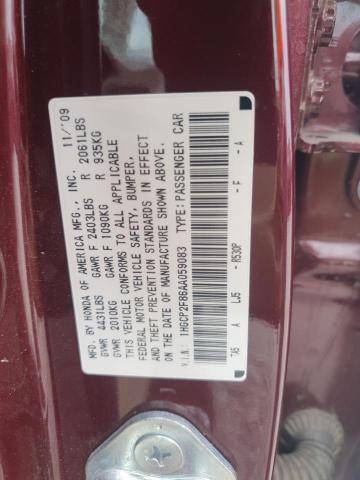 MFD. BY HONDA OF AMERICA MFG., INC. 11/'09
GVWR 4431LBS GAWR F 2403LBS R 2061LBS
GVWR 2010KG GAWR F 1090KG R 935KG
THIS VEHICLE CONFORMS TO ALL APPLICABLE
FEDERAL MOTOR VEHICLE SAFETY, BUMPER,
AND THEFT PREVENTION STANDARDS IN EFFECT
ON THE DATE OF MANUFACTURE SHOWN ABOVE.
V.I.N.: 1HGCP2F86AA059083 TYPE:PASSENGER CAR
TA5 A LJ5 - R530P - F - A